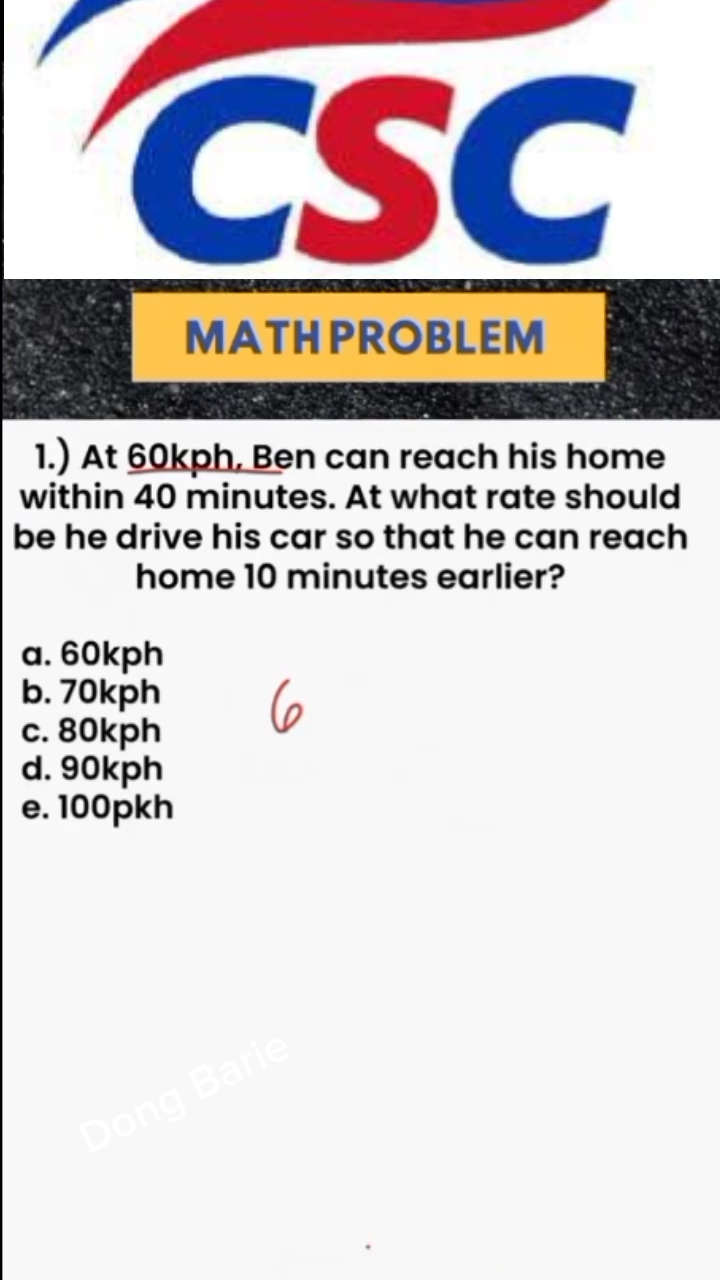 CSC
MATH PROBLEM
1.) At 60kph, Ben can reach his home
within 40 minutes. At what rate should
be he drive his car so that he can reach
home 10 minutes earlier?
a. 60kph
b. 70kph
6
c. 80kph
d. 90kph
e. 100pkh
Dong Barie